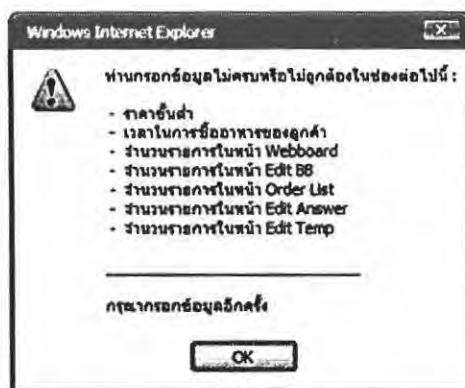 Windows Internet Explorer
ท่านกรอกข้อมูลไม่ครบหรือไม่ถูกต้องในช่องต่อไปนี้ :
- ราคาขั้นต่ำ
- เวลาในการซื้ออาหารของลูกค้า
- จำนวนรายการในหน้า Webboard
- จำนวนรายการในหน้า Edit BB
- จำนวนรายการในหน้า Order List
- จำนวนรายการในหน้า Edit Answer
- จำนวนรายการในหน้า Edit Temp
กรุณากรอกข้อมูลอีกครั้ง
OK